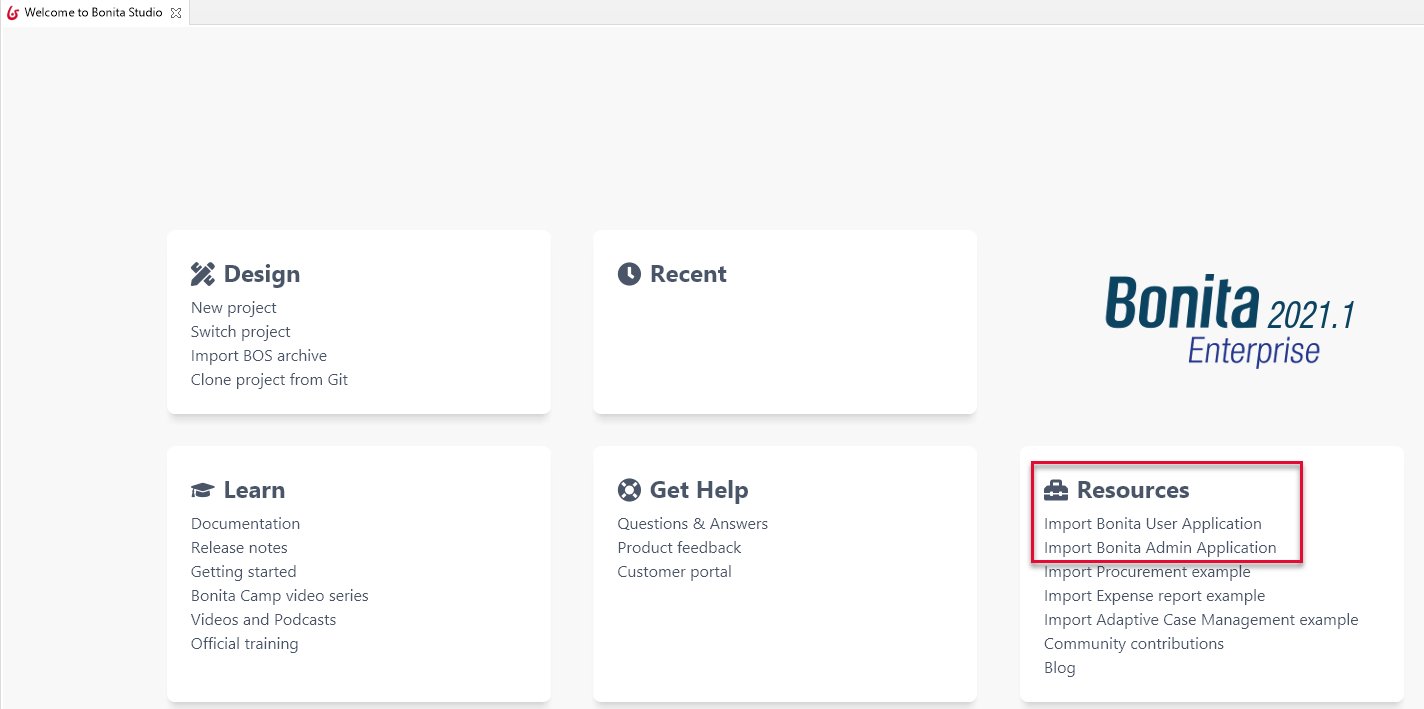 Welcome to Bonita Studio
Design
New project
Switch project
Import BOS archive
Clone project from Git
Recent
Bonita 2021.1
Enterprise
Learn
Documentation
Release notes
Getting started
Bonita Camp video series
Videos and Podcasts
Official training
Get Help
Questions & Answers
Product feedback
Customer portal
Resources
Import Bonita User Application
Import Bonita Admin Application
Import Procurement example
Import Expense report example
Import Adaptive Case Management example
Community contributions
Blog